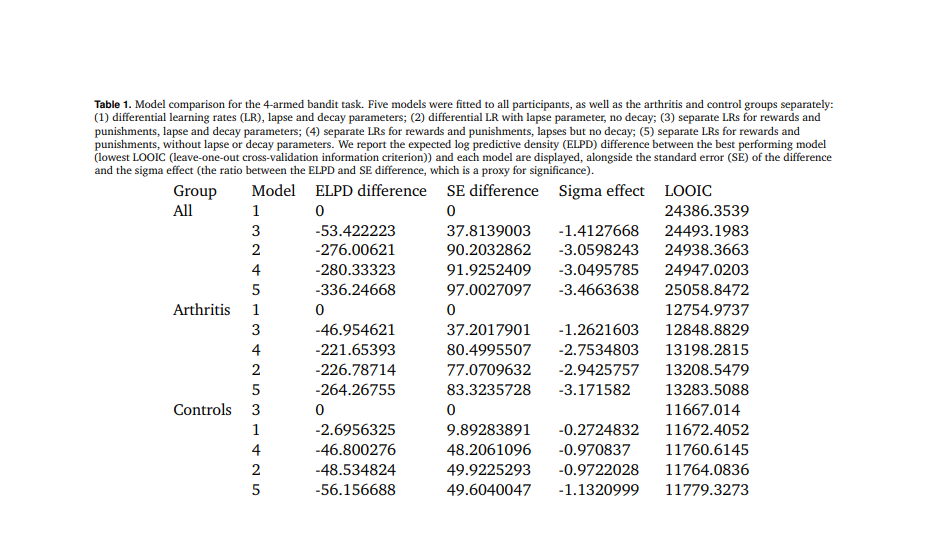 Table 1. Model comparison for the 4-armed bandit task. Five models were fitted to all participants, as well as the arthritis and control groups separately:
(1) differential learning rates (LR), lapse and decay parameters; (2) differential LR with lapse parameter, no decay; (3) separate LRs for rewards and
punishments, lapse and decay parameters; (4) separate LRs for rewards and punishments, lapses but no decay; (5) separate LRs for rewards and
punishments, without lapse or decay parameters. We report the expected log predictive density (ELPD) difference between the best performing model
(lowest LOOIC (leave-one-out cross-validation information criterion)) and each model are displayed, alongside the standard error (SE) of the difference
and the sigma effect (the ratio between the ELPD and SE difference, which is a proxy for significance).
Group Model ELPD difference SE difference Sigma effect LOOIC
All 1 0 0 24386.3539
3 -53.422223 37.8139003 -1.4127668 24493.1983
2 -276.00621 90.2032862 -3.0598243 24938.3663
4 -280.33323 91.9252409 -3.0495785 24947.0203
5 -336.24668 97.0027097 -3.4663638 25058.8472
Arthritis 1 0 0 12754.9737
3 -46.954621 37.2017901 -1.2621603 12848.8829
4 -221.65393 80.4995507 -2.7534803 13198.2815
2 -226.78714 77.0709632 -2.9425757 13208.5479
5 -264.26755 83.3235728 -3.171582 13283.5088
Controls 3 0 0 11667.014
1 -2.6956325 9.89283891 -0.2724832 11672.4052
4 -46.800276 48.2061096 -0.970837 11760.6145
2 -48.534824 49.9225293 -0.9722028 11764.0836
5 -56.156688 49.6040047 -1.1320999 11779.3273